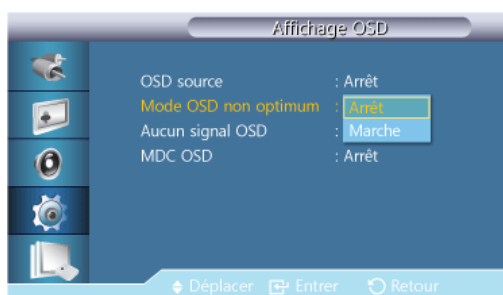 Affichage OSD
OSD source : Arrêt
Mode OSD non optimum : Arrêt
Aucun signal OSD : Marche
MDC OSD : Arrêt
Déplacer Entrer Retour